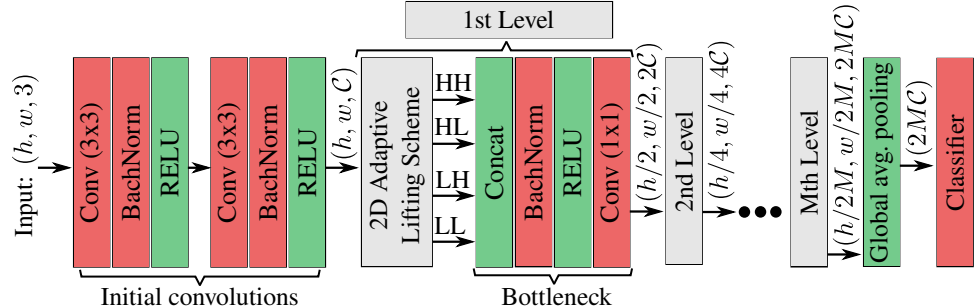 1st Level
Input: (h, w, 3)
Conv (3x3)
BachNorm
RELU
Conv (3x3)
BachNorm
RELU
(h, w, C)
2D Adaptive
Lifting Scheme
HH
HL
LH
LL
Concat
BachNorm
RELU
Conv (1x1)
(h/2, w/2, 2C)
2nd Level
(h/4, w/4, 4C)
Mth Level
(h/2M, w/2M, 2MC)
Global avg. pooling
(2MC)
Classifier
Initial convolutions
Bottleneck